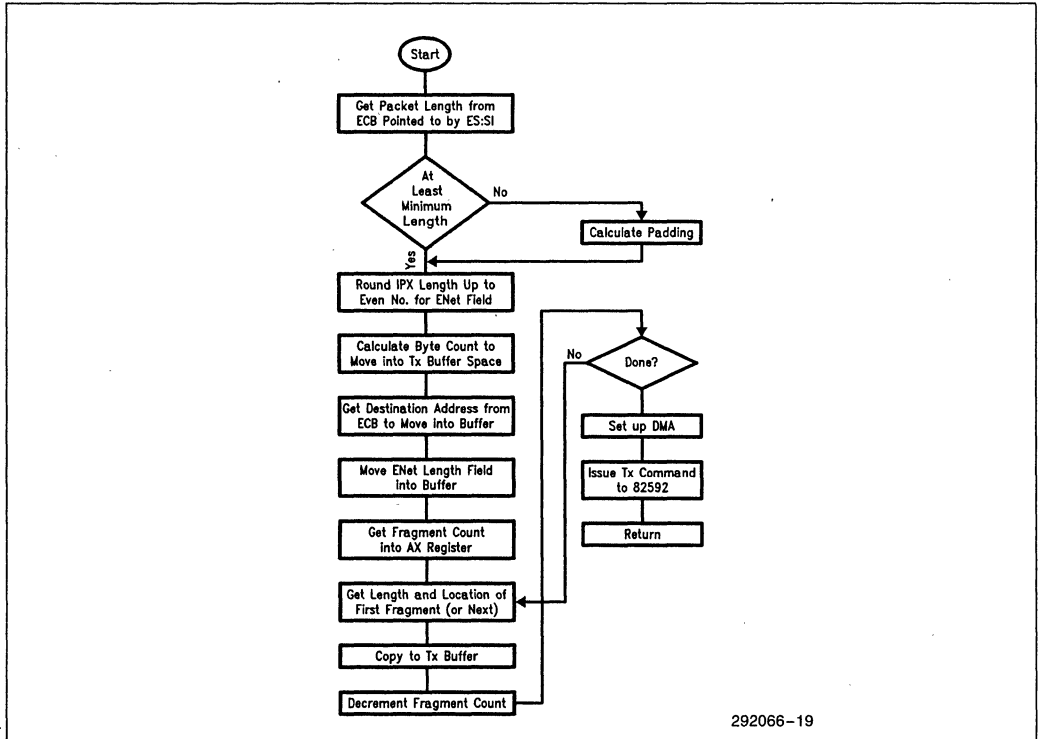 Start
Get Packet Length from
ECB Pointed to by ES:SI
At
Least
Minimum
Length
No
Calculate Padding
Yes
Round IPX Length Up to
Even No. for ENet Field
Calculate Byte Count to
Move into Tx Buffer Space
Get Destination Address from
ECB to Move into Buffer
Move ENet Length Field
into Buffer
Get Fragment Count
into AX Register
Get Length and Location of
First Fragment (or Next)
Copy to Tx Buffer
Decrement Fragment Count
No
Done?
Set up DMA
Issue Tx Command
to 82592
Return
292066-19